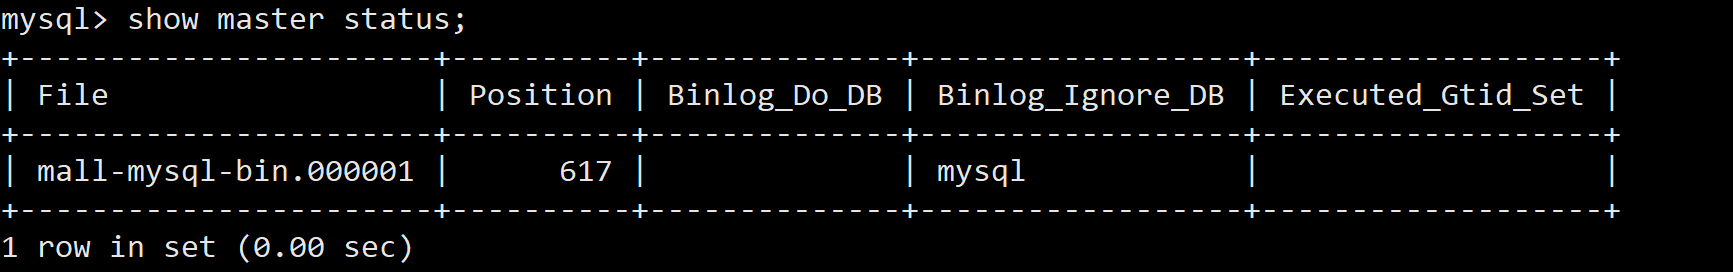 mysql> show master status;
+-----------------------+----------+--------------+------------------+-------------------+
| File                  | Position | Binlog_Do_DB | Binlog_Ignore_DB | Executed_Gtid_Set |
+-----------------------+----------+--------------+------------------+-------------------+
| mall-mysql-bin.000001 |      617 |              | mysql            |                   |
+-----------------------+----------+--------------+------------------+-------------------+
1 row in set (0.00 sec)